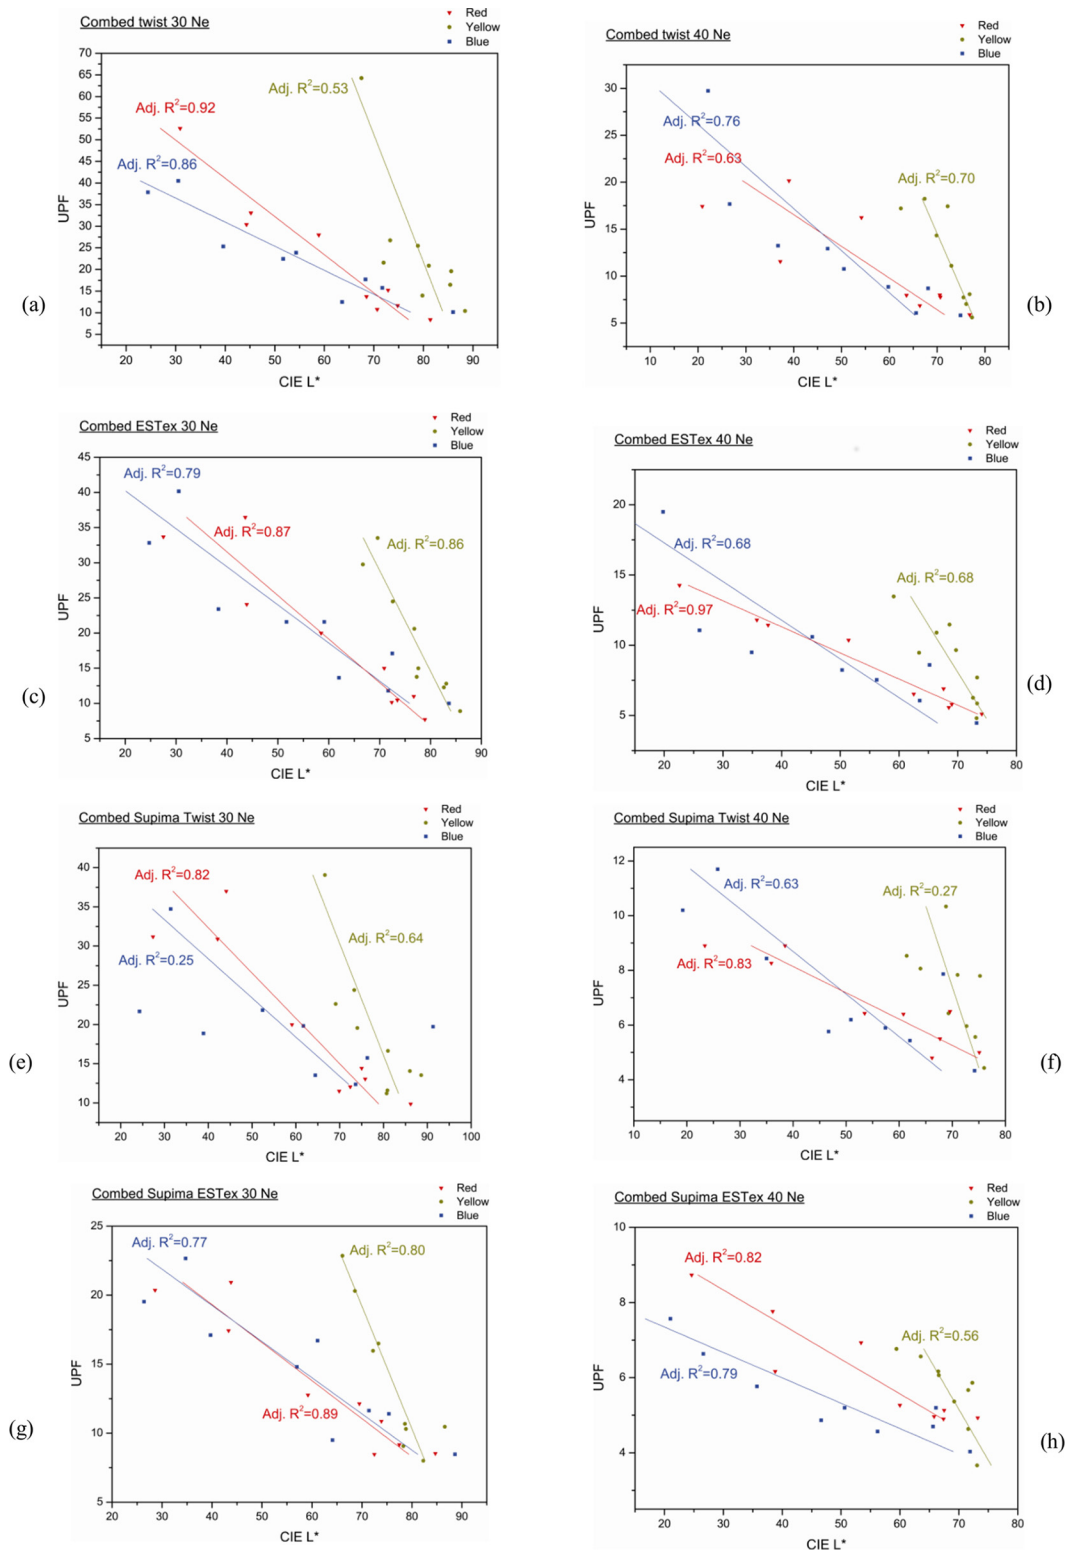 Combed twist 30 Ne
Red
Yellow
Blue
70
65
60
55
50
45
40
35
30
25
20
15
10
5
UPF
Adj. R²=0.92
Adj. R²=0.86
Adj. R²=0.53
20 30 40 50 60 70 80 90
CIE L*
(a)
Combed twist 40 Ne
Red
Yellow
Blue
30
25
20
15
10
5
UPF
Adj. R²=0.76
Adj. R²=0.63
Adj. R²=0.70
10 20 30 40 50 60 70 80
CIE L*
(b)
Combed ESTex 30 Ne
Red
Yellow
Blue
45
40
35
30
25
20
15
10
5
UPF
Adj. R²=0.79
Adj. R²=0.87
Adj. R²=0.86
20 30 40 50 60 70 80 90
CIE L*
(c)
Combed ESTex 40 Ne
Red
Yellow
Blue
20
15
10
5
UPF
Adj. R²=0.68
Adj. R²=0.97
Adj. R²=0.68
20 30 40 50 60 70 80
CIE L*
(d)
Combed Supima Twist 30 Ne
Red
Yellow
Blue
40
35
30
25
20
15
10
UPF
Adj. R²=0.82
Adj. R²=0.25
Adj. R²=0.64
20 30 40 50 60 70 80 90 100
CIE L*
(e)
Combed Supima Twist 40 Ne
Red
Yellow
Blue
12
10
8
6
4
UPF
Adj. R²=0.63
Adj. R²=0.83
Adj. R²=0.27
10 20 30 40 50 60 70 80
CIE L*
(f)
Combed Supima ESTex 30 Ne
Red
Yellow
Blue
25
20
15
10
5
UPF
Adj. R²=0.77
Adj. R²=0.89
Adj. R²=0.80
20 30 40 50 60 70 80 90
CIE L*
(g)
Combed Supima ESTex 40 Ne
Red
Yellow
Blue
10
8
6
4
UPF
Adj. R²=0.82
Adj. R²=0.79
Adj. R²=0.56
20 30 40 50 60 70 80
CIE L*
(h)